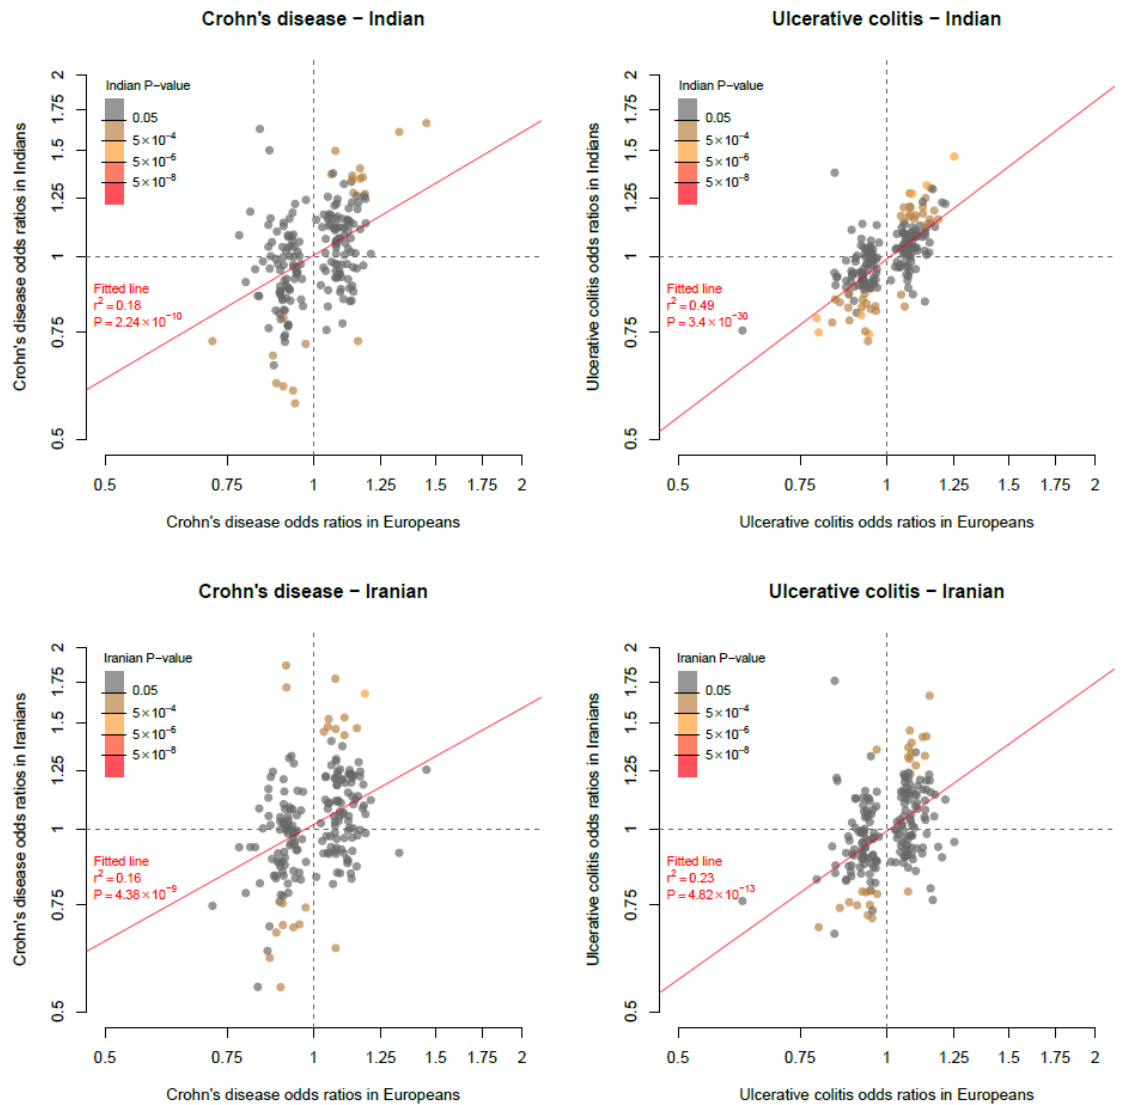 Crohn's disease – Indian
Crohn's disease odds ratios in Indians
2
1.75
1.5
1.25
1
0.75
0.5
Indian P−value
0.05
5×10−4
5×10−6
5×10−8
Fitted line
r2=0.18
P=2.24×10−10
0.5 0.75 1 1.25 1.5 1.75 2
Crohn's disease odds ratios in Europeans
Ulcerative colitis – Indian
Ulcerative colitis odds ratios in Indians
2
1.75
1.5
1.25
1
0.75
0.5
Indian P−value
0.05
5×10−4
5×10−6
5×10−8
Fitted line
r2=0.49
P=3.4×10−30
0.5 0.75 1 1.25 1.5 1.75 2
Ulcerative colitis odds ratios in Europeans
Crohn's disease – Iranian
Crohn's disease odds ratios in Iranians
2
1.75
1.5
1.25
1
0.75
0.5
Iranian P−value
0.05
5×10−4
5×10−6
5×10−8
Fitted line
r2=0.16
P=4.38×10−9
0.5 0.75 1 1.25 1.5 1.75 2
Crohn's disease odds ratios in Europeans
Ulcerative colitis – Iranian
Ulcerative colitis odds ratios in Iranians
2
1.75
1.5
1.25
1
0.75
0.5
Iranian P−value
0.05
5×10−4
5×10−6
5×10−8
Fitted line
r2=0.23
P=4.82×10−13
0.5 0.75 1 1.25 1.5 1.75 2
Ulcerative colitis odds ratios in Europeans